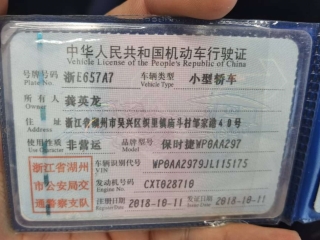 中华人民共和国机动车行驶证
Vehicle License of the People's Republic of China
号牌号码 浙E657A7 车辆类型 小型轿车
Plate No. Vehicle Type
所有人 龚英龙
Owner
住址 浙江省湖州市吴兴区织里镇庙斗村邹家港48号
Address
使用性质 非营运 品牌型号 保时捷WP0AA297
Use Character Model
浙江省湖州市公安局交通警察支队
车辆识别代号 WP0AA2979JL115175
VIN
发动机号码 CXT028710
Engine No.
注册日期 2018-10-11 发证日期 2018-10-11
Register Date Issue Date